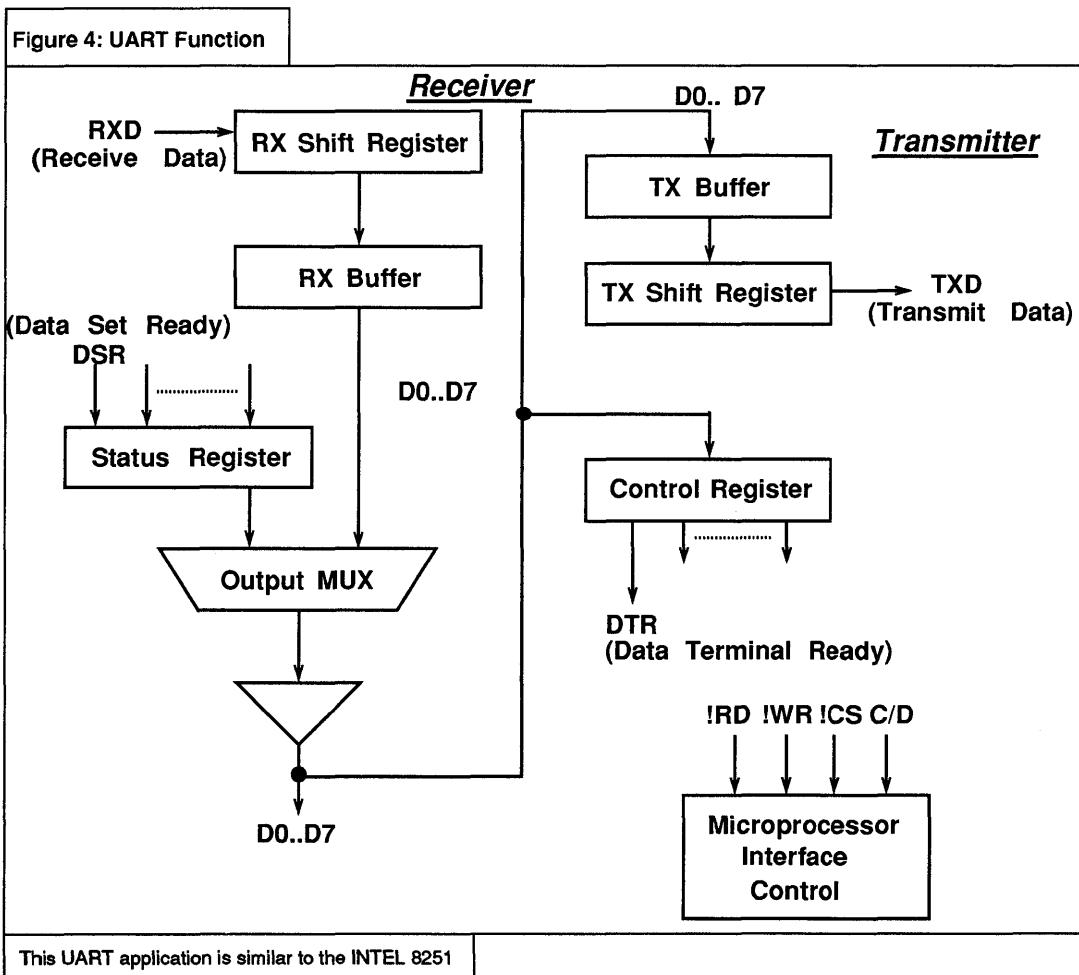 Figure 4: UART Function
Receiver
D0.. D7
Transmitter
RXD
(Receive Data)
RX Shift Register
TX Buffer
RX Buffer
TX Shift Register
TXD
(Transmit Data)
(Data Set Ready)
DSR
D0..D7
Status Register
Control Register
Output MUX
DTR
(Data Terminal Ready)
!RD !WR !CS C/D
D0..D7
Microprocessor
Interface
Control
This UART application is similar to the INTEL 8251